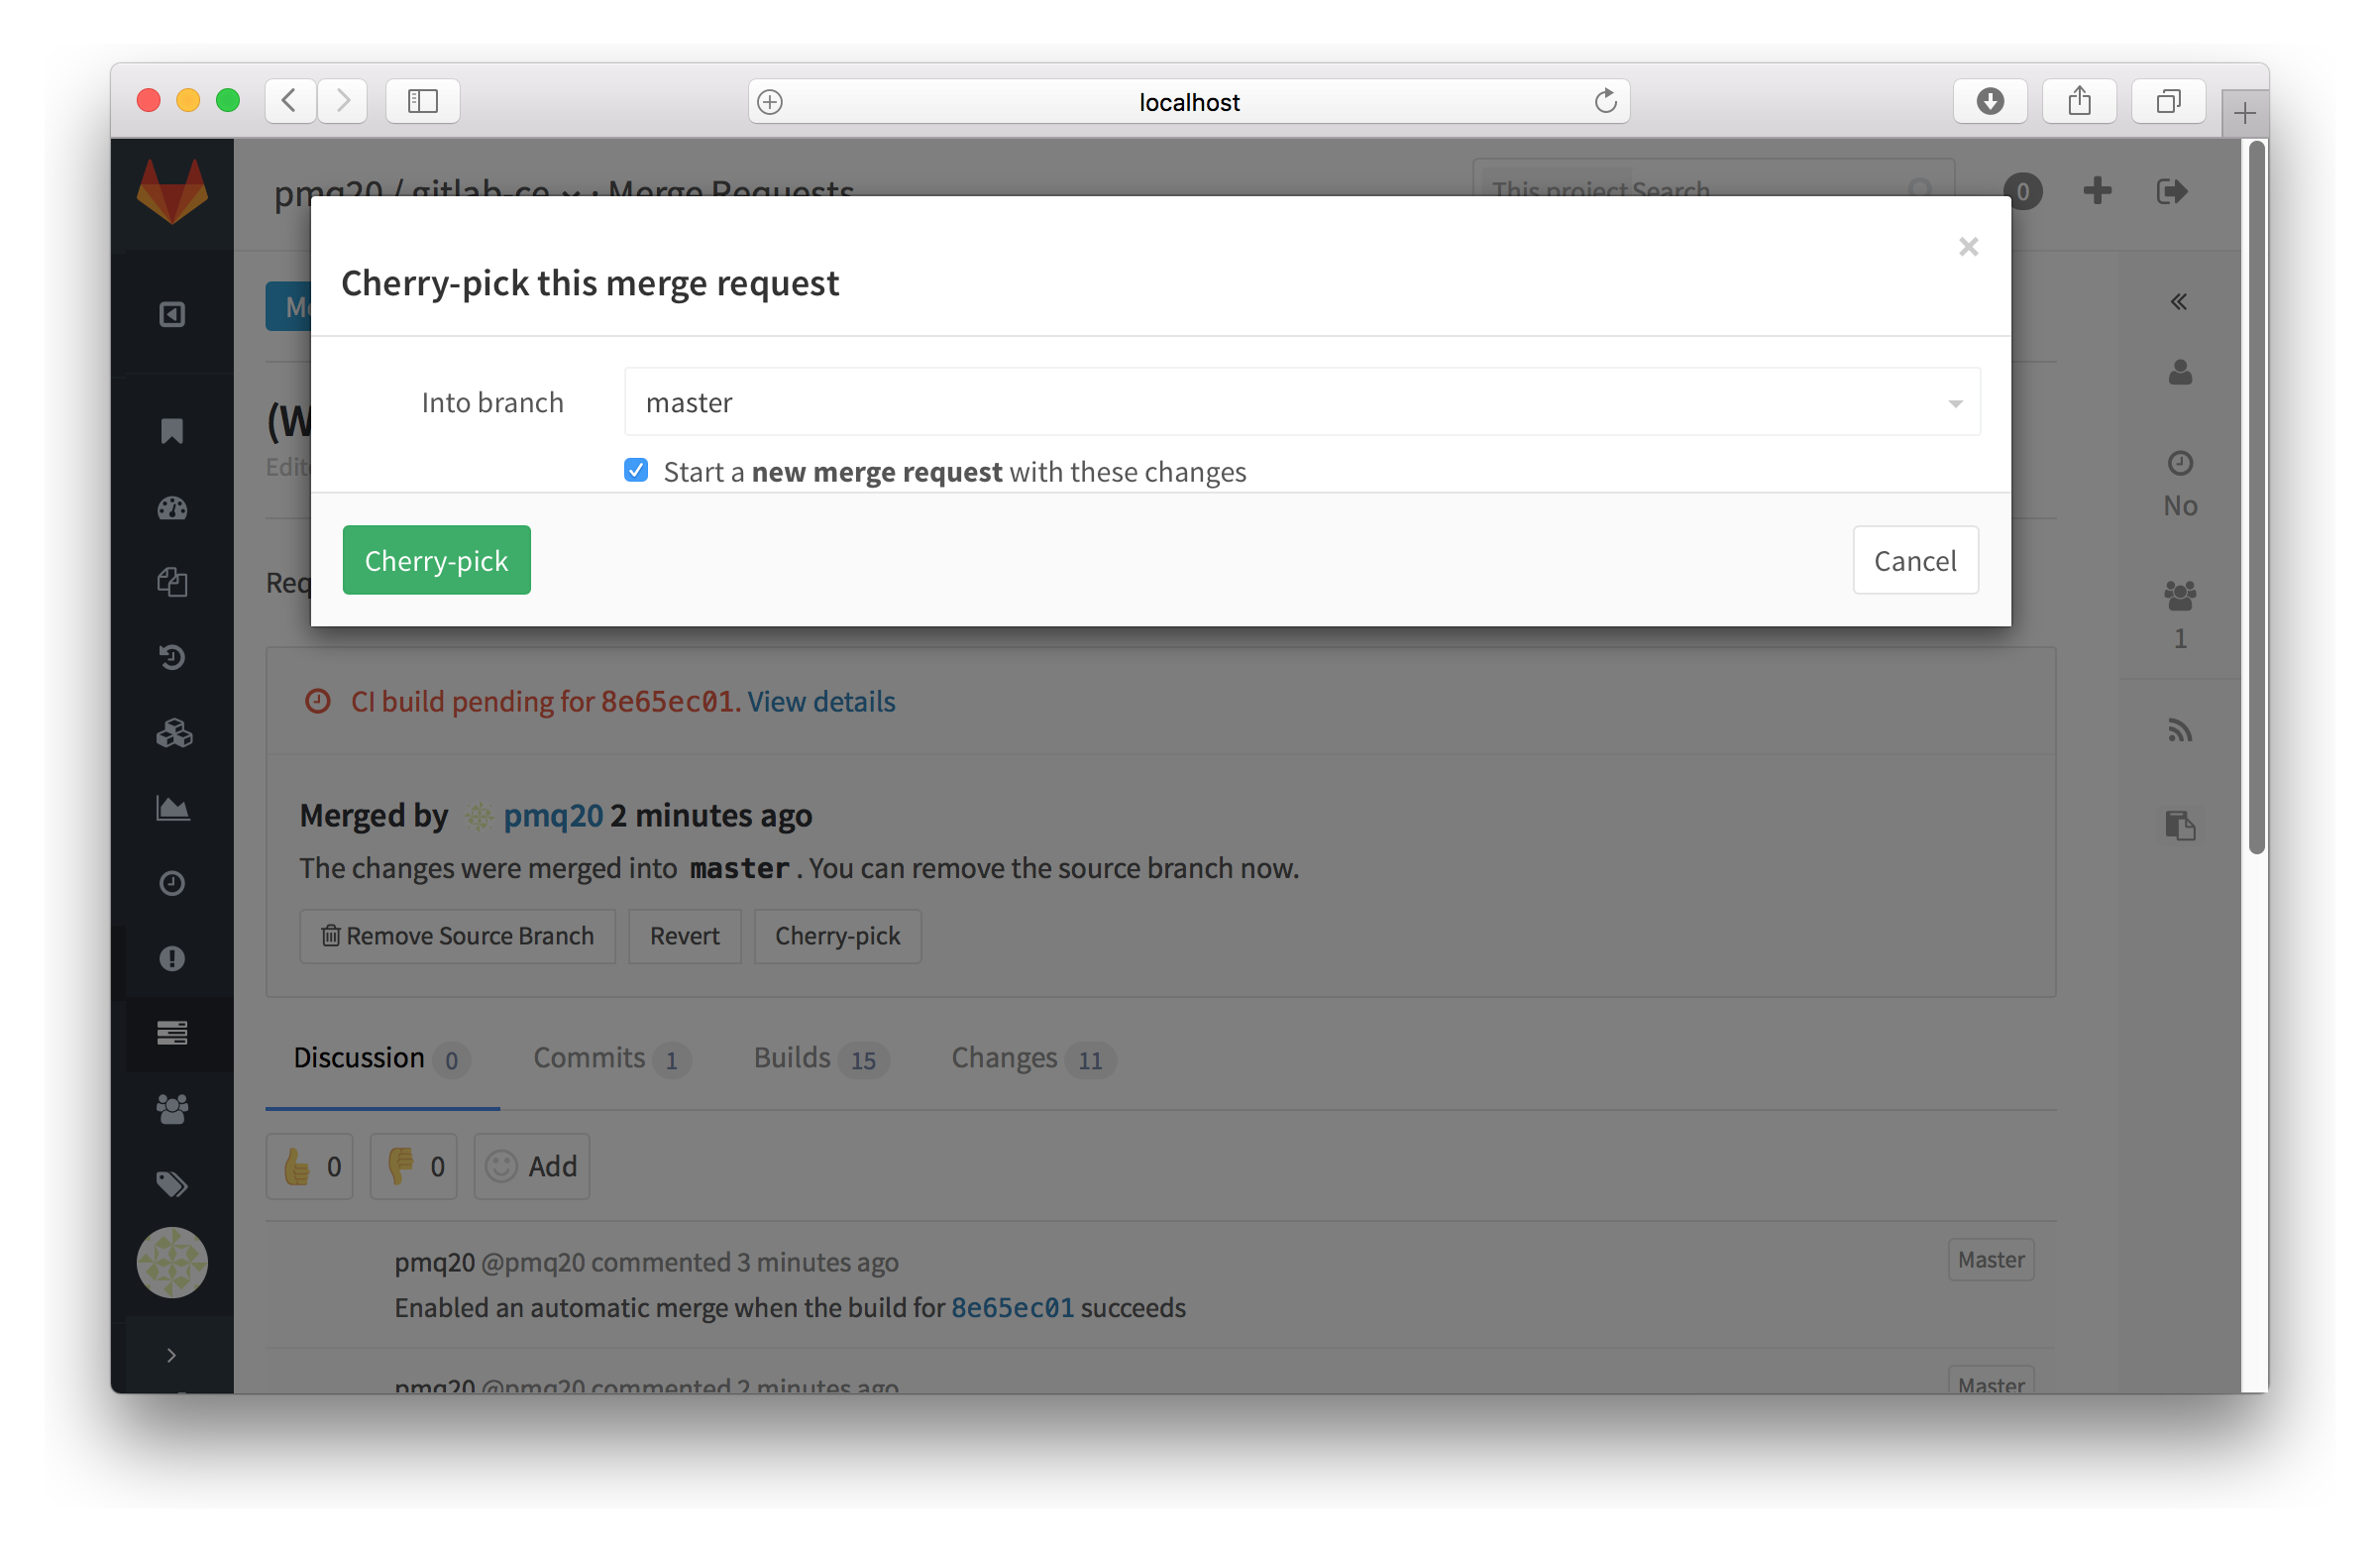 localhost
pmq20 / gitlab-ce · Merge Requests
This project Search
0
Cherry-pick this merge request
Into branch
master
Start a new merge request with these changes
Cherry-pick
Cancel
No
1
CI build pending for 8e65ec01. View details
Merged by pmq20 2 minutes ago
The changes were merged into master . You can remove the source branch now.
Remove Source Branch
Revert
Cherry-pick
Discussion 0
Commits 1
Builds 15
Changes 11
0
0
Add
pmq20 @pmq20 commented 3 minutes ago
Master
Enabled an automatic merge when the build for 8e65ec01 succeeds
pmq20 @pmq20 commented 2 minutes ago
Master